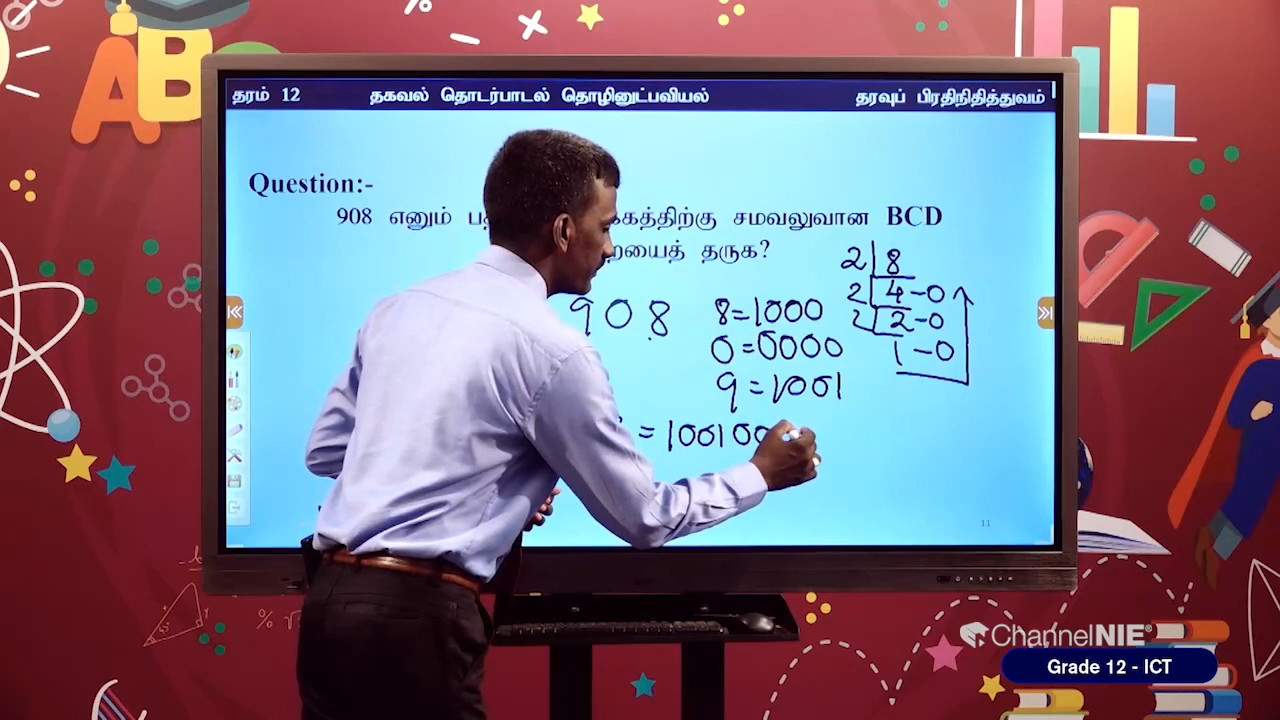 தரம் 12 தகவல் தொடர்பாடல் தொழினுட்பவியல் தரவுப் பிரதிநிதித்துவம்
Question:-
908 எனும் சமவலுவான BCD
தருக?
908
8=1000
0=0000
9=1001
= 100100
2 8
2 4-0
2 2-0
1-0
11
ChannelNIE
Grade 12 - ICT
AB